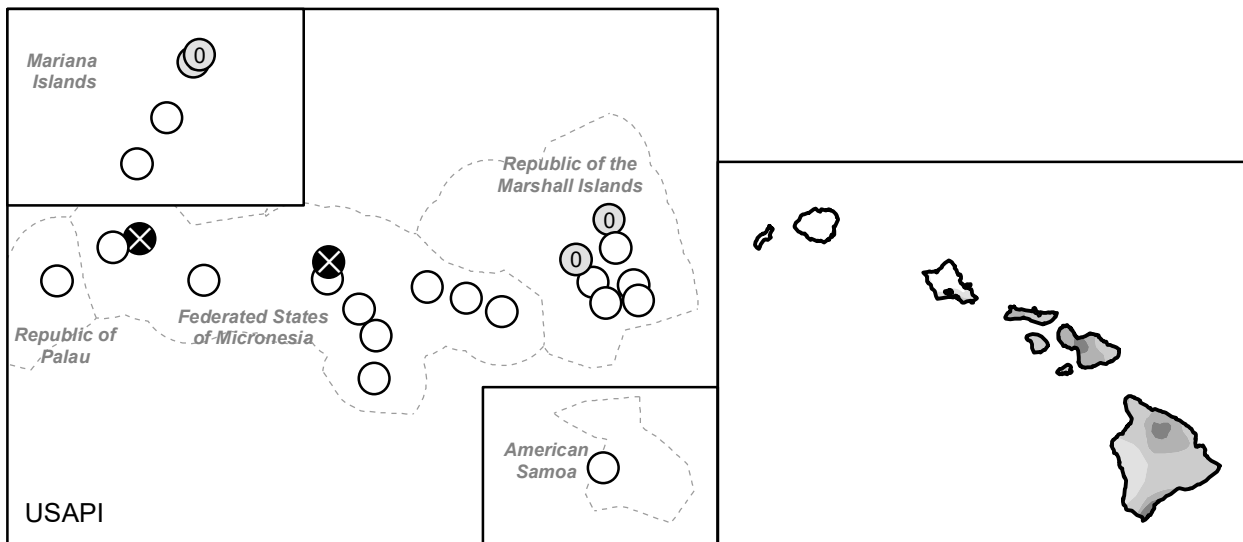 Mariana
Islands
0
Republic of the
Marshall Islands
0
0
Federated States
of Micronesia
Republic of
Palau
American
Samoa
USAPI